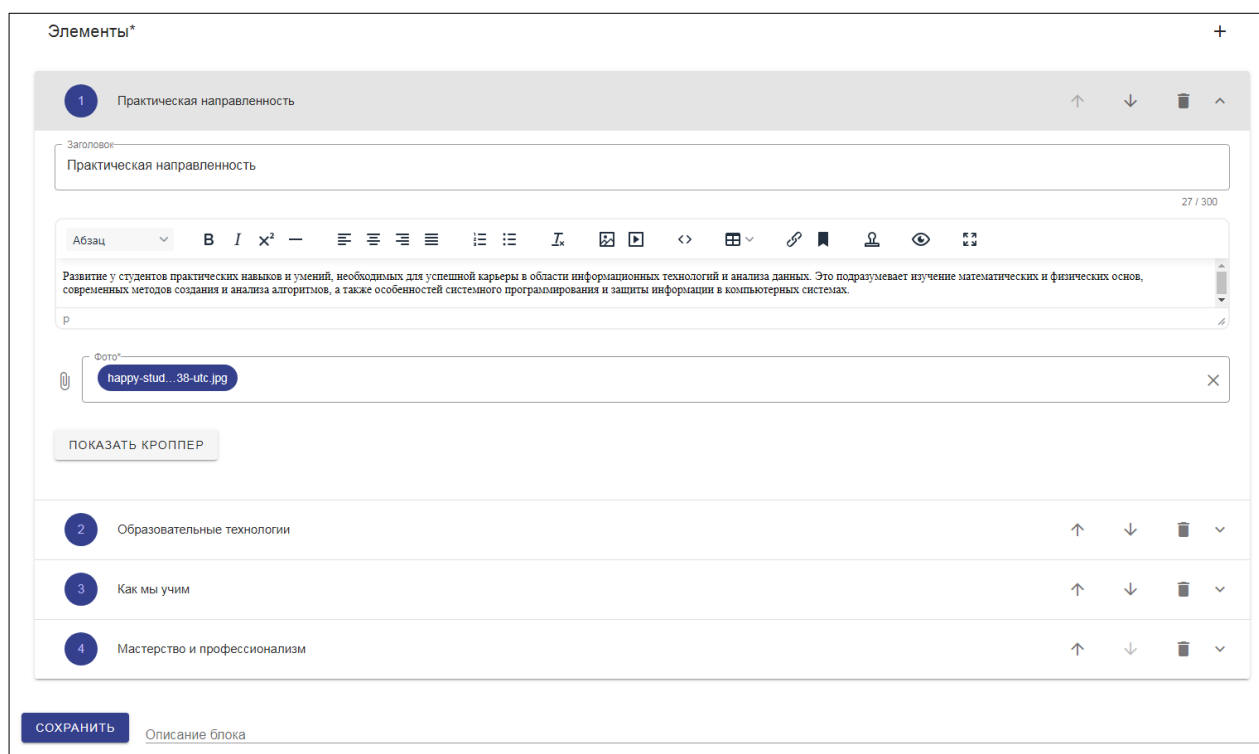 Элементы*
1 Практическая направленность
Заголовок
Практическая направленность
27 / 300
Абзац
Развитие у студентов практических навыков и умений, необходимых для успешной карьеры в области информационных технологий и анализа данных. Это подразумевает изучение математических и физических основ,
современных методов создания и анализа алгоритмов, а также особенностей системного программирования и защиты информации в компьютерных системах.
p
Фото*
happy-stud…38-utc.jpg
ПОКАЗАТЬ КРОППЕР
2 Образовательные технологии
3 Как мы учим
4 Мастерство и профессионализм
СОХРАНИТЬ Описание блока